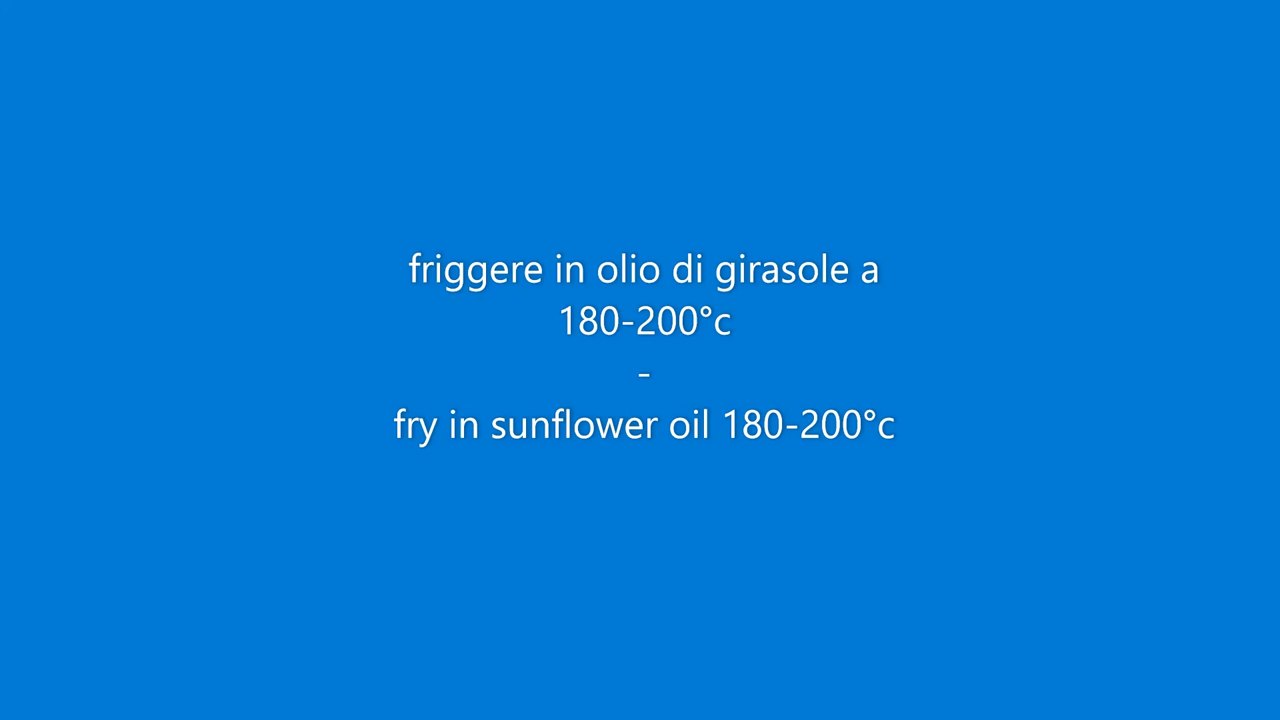 friggere in olio di girasole a
180-200°c
-
fry in sunflower oil 180-200°c